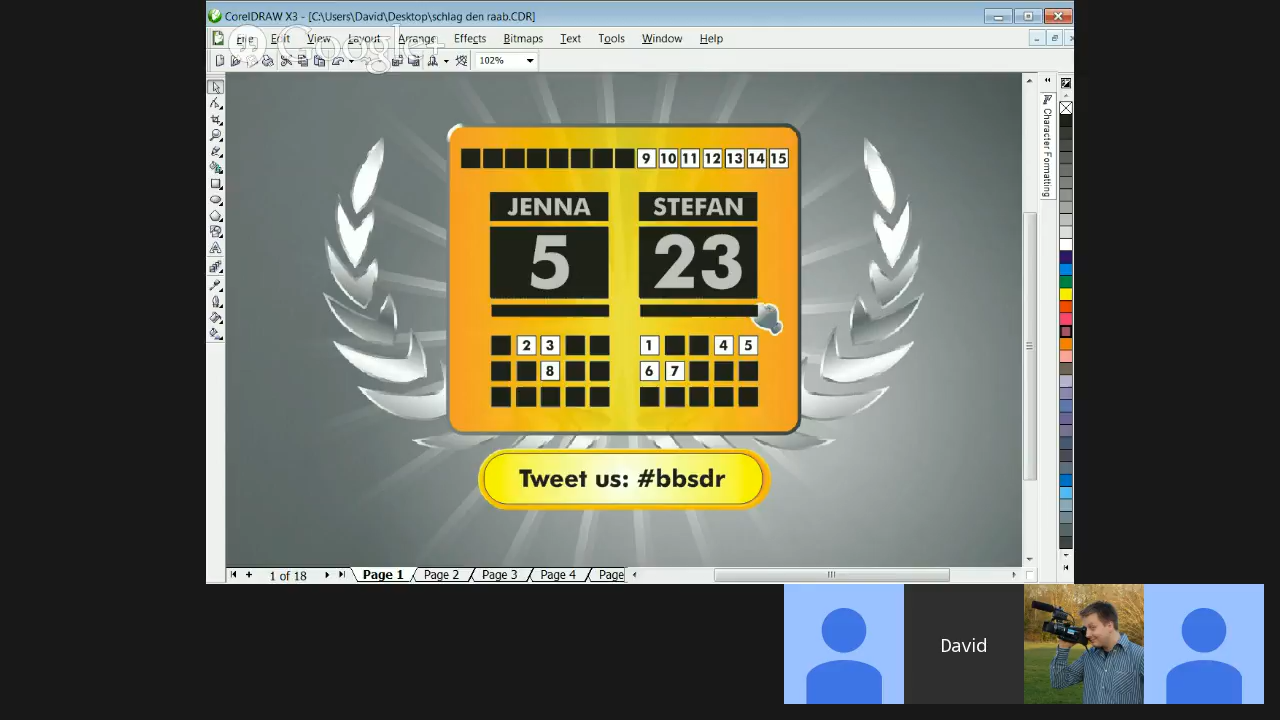 CorelDRAW X3 - [C:\Users\David\Desktop\schlag den raab.CDR]
File Edit View Layout Arrange Effects Bitmaps Text Tools Window Help
Google+
102%
Character Formatting
9 10 11 12 13 14 15
JENNA STEFAN
5 23
2 3 1 4 5
8 6 7
Tweet us: #bbsdr
1 of 18 Page 1 Page 2 Page 3 Page 4 Page
David